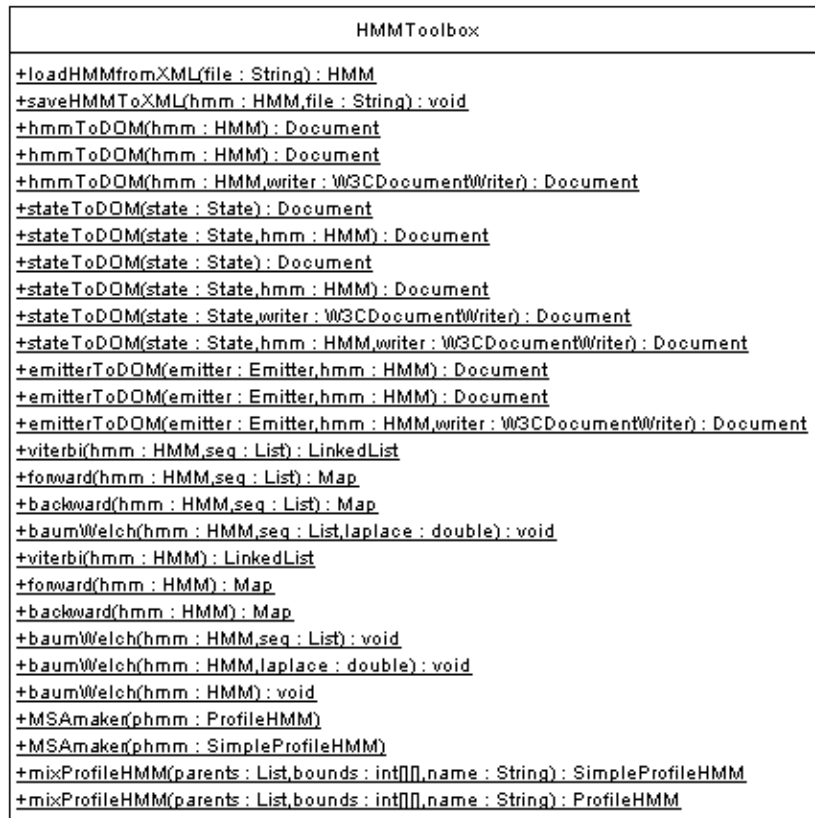 HMMToolbox
+loadHMMfromXML(file : String) : HMM
+saveHMMToXML(hmm : HMM,file : String) : void
+hmmToDOM(hmm : HMM) : Document
+hmmToDOM(hmm : HMM) : Document
+hmmToDOM(hmm : HMM,writer : W3CDocumentWriter) : Document
+stateToDOM(state : State) : Document
+stateToDOM(state : State,hmm : HMM) : Document
+stateToDOM(state : State) : Document
+stateToDOM(state : State,hmm : HMM) : Document
+stateToDOM(state : State,writer : W3CDocumentWriter) : Document
+stateToDOM(state : State,hmm : HMM,writer : W3CDocumentWriter) : Document
+emitterToDOM(emitter : Emitter,hmm : HMM) : Document
+emitterToDOM(emitter : Emitter,hmm : HMM) : Document
+emitterToDOM(emitter : Emitter,hmm : HMM,writer : W3CDocumentWriter) : Document
+viterbi(hmm : HMM,seq : List) : LinkedList
+forward(hmm : HMM,seq : List) : Map
+backward(hmm : HMM,seq : List) : Map
+baumWelch(hmm : HMM,seq : List,laplace : double) : void
+viterbi(hmm : HMM) : LinkedList
+forward(hmm : HMM) : Map
+backward(hmm : HMM) : Map
+baumWelch(hmm : HMM,seq : List) : void
+baumWelch(hmm : HMM,laplace : double) : void
+baumWelch(hmm : HMM) : void
+MSAmaker(phmm : ProfileHMM)
+MSAmaker(phmm : SimpleProfileHMM)
+mixProfileHMM(parents : List,bounds : int[][],name : String) : SimpleProfileHMM
+mixProfileHMM(parents : List,bounds : int[][],name : String) : ProfileHMM